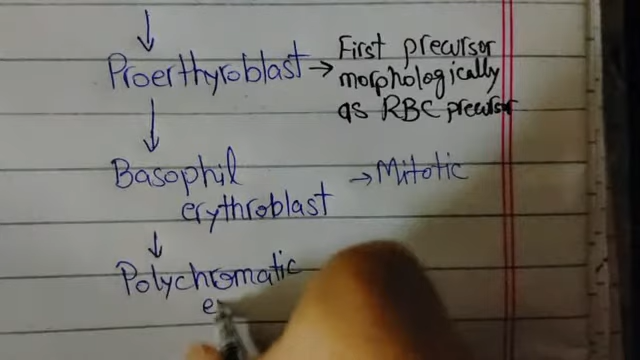 Proerthyroblast → First precursor
morphologically
as RBC precursor
Basophil
erythroblast → Mitotic
Polychromatic
e